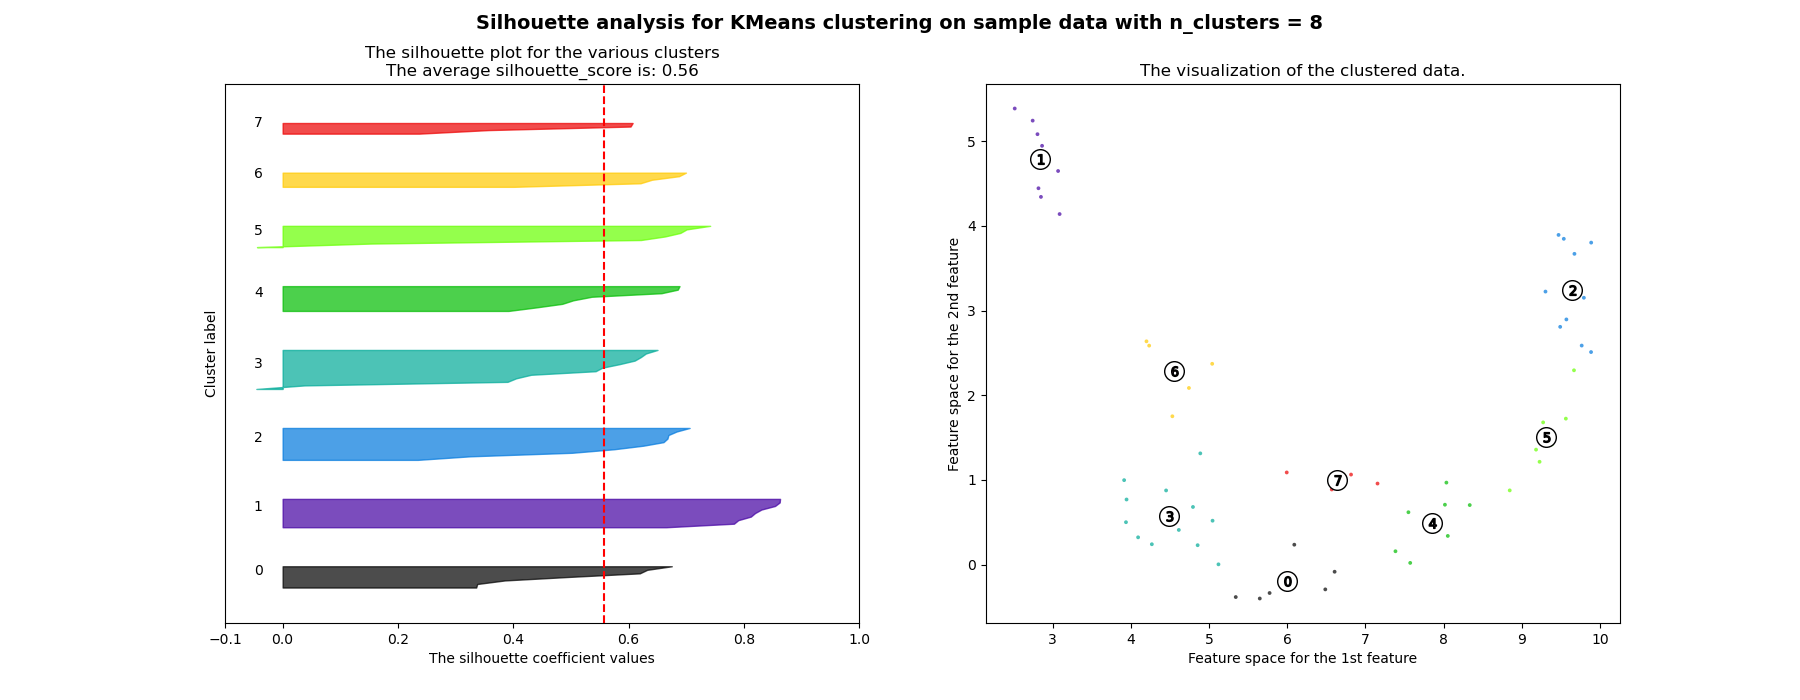 Silhouette analysis for KMeans clustering on sample data with n_clusters = 8
The silhouette plot for the various clusters
The average silhouette_score is: 0.56
7
6
5
4
3
2
1
0
Cluster label
−0.1 0.0 0.2 0.4 0.6 0.8 1.0
The silhouette coefficient values
The visualization of the clustered data.
5
4
3
2
1
0
Feature space for the 2nd feature
1
2
6
5
7
3
4
0
3 4 5 6 7 8 9 10
Feature space for the 1st feature